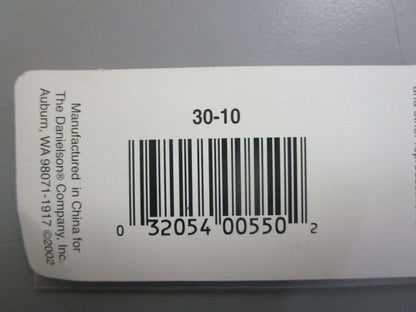 30-10
0 32054 00550 2
Manufactured in China for
The Danielson® Company, Inc.
Auburn, WA 98071-1917 ©2002